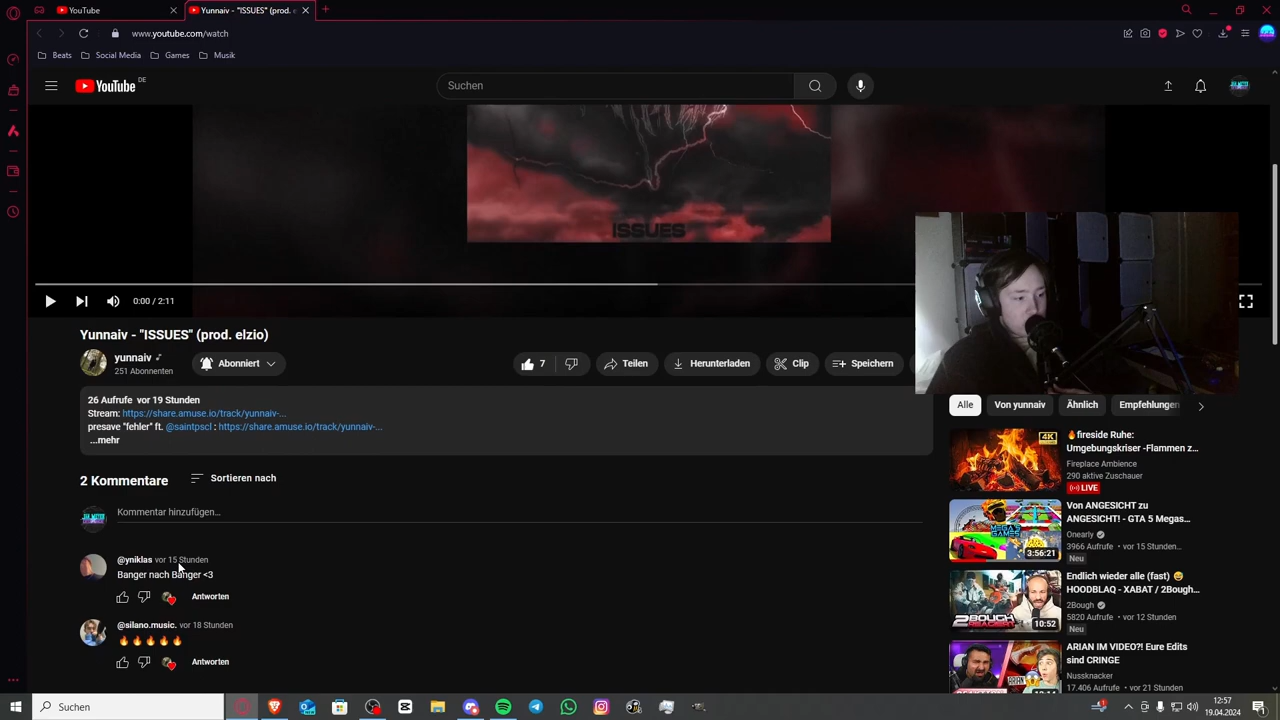 YouTube
Yunnaiv - "ISSUES" (prod. e
www.youtube.com/watch
Beats
Social Media
Games
Musik
YouTube
DE
Suchen
ISSUES
0:00 / 2:11
Yunnaiv - "ISSUES" (prod. elzio)
yunnaiv
251 Abonnenten
Abonniert
7
Teilen
Herunterladen
Clip
Speichern
26 Aufrufe vor 19 Stunden
Stream: https://share.amuse.io/track/yunnaiv-...
presave "fehler" ft. @saintpscl : https://share.amuse.io/track/yunnaiv-...
...mehr
2 Kommentare
Sortieren nach
Kommentar hinzufügen...
@yniklas vor 15 Stunden
Banger nach Banger <3
Antworten
@silano.music. vor 18 Stunden
🔥🔥🔥🔥🔥
Antworten
Alle
Von yunnaiv
Ähnlich
Empfehlungen
🔥fireside Ruhe:
Umgebungskriser -Flammen z...
Fireplace Ambience
290 aktive Zuschauer
LIVE
4K
Von ANGESICHT zu
ANGESICHT! - GTA 5 Megas...
Onearly
3966 Aufrufe • vor 15 Stunden...
Neu
MEGA'S
GAMES
3:56:21
Endlich wieder alle (fast) 😅
HOODBLAQ - XABAT / 2Bough...
2Bough
5820 Aufrufe • vor 12 Stunden
Neu
2BOUGH
REAGIERT
10:52
ARIAN IM VIDEO?! Eure Edits
sind CRINGE
Nussknacker
17.406 Aufrufe • vor 21 Stunden
Suchen
12:57
19.04.2024